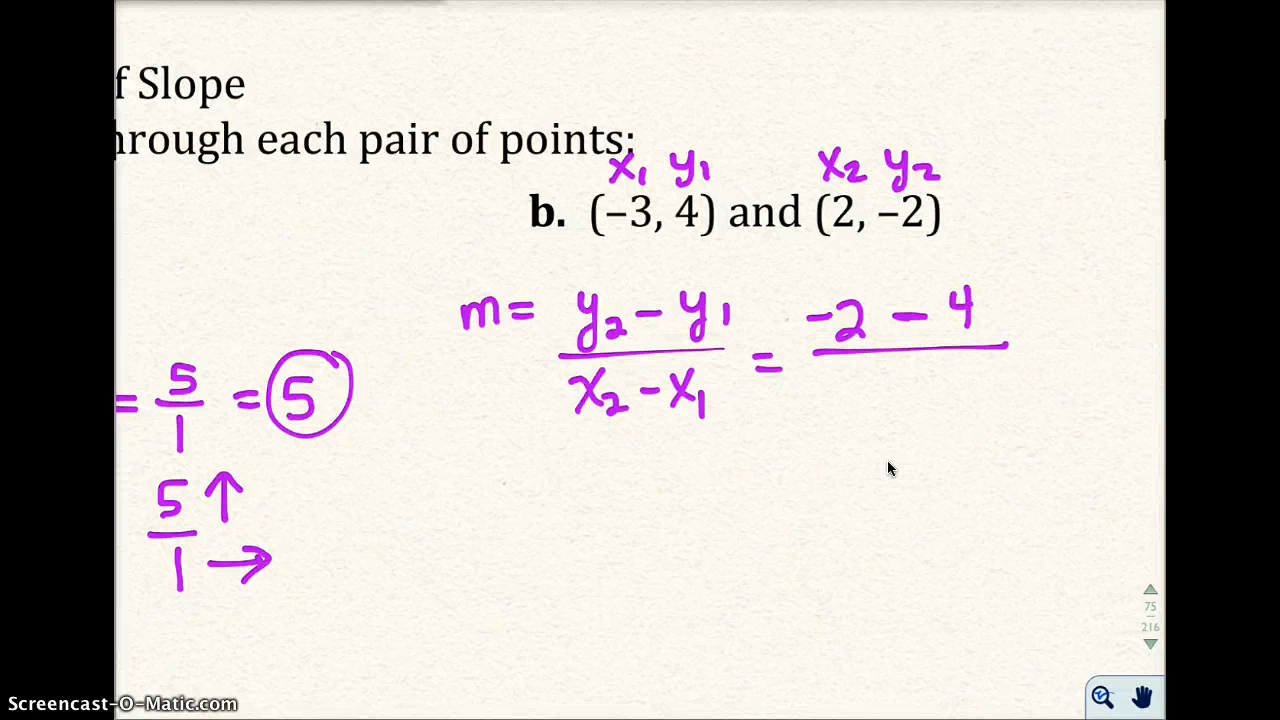 f Slope
hrough each pair of points:
x₁ y₁ x₂ y₂
b. (–3, 4) and (2, –2)
m = y₂ – y₁ / x₂ – x₁ = -2 – 4
= 5/1 = 5
5 ↑
1 →
75
216
Screencast-O-Matic.com